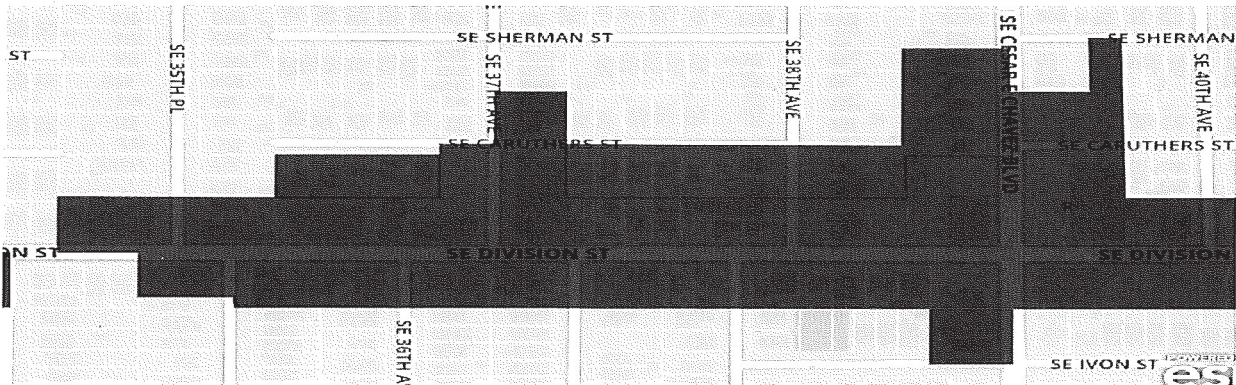 SE SHERMAN ST
SE SHERMAN
ST
SE 35TH PL
SE 37TH AVE
SE 38TH AVE
SE CESAR E CHAVEZ BLVD
SE 40TH AVE
SE CARUTHERS ST
SE CARUTHERS ST
ON ST
SE DIVISION ST
SE DIVISION
SE 36TH A
SE IVON ST
POWERED
es